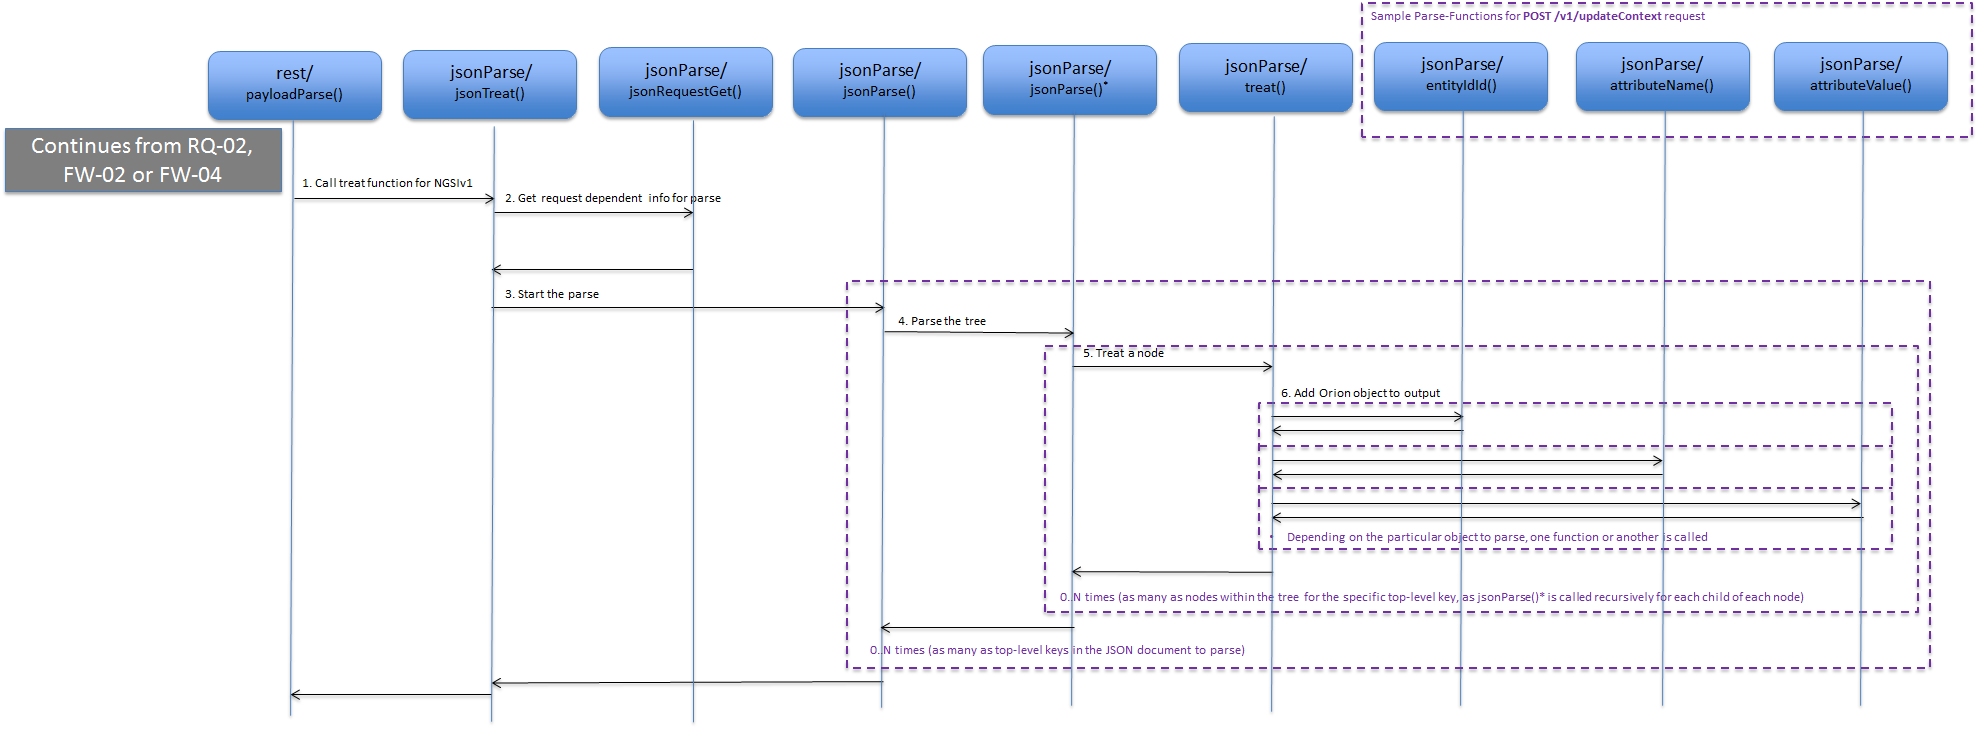 Sample Parse-Functions for POST /v1/updateContext request
rest/
payloadParse()
jsonParse/
jsonTreat()
jsonParse/
jsonRequestGet()
jsonParse/
jsonParse()
jsonParse/
jsonParse()*
jsonParse/
treat()
jsonParse/
entityIdId()
jsonParse/
attributeName()
jsonParse/
attributeValue()
Continues from RQ-02,
FW-02 or FW-04
1. Call treat function for NGSIv1
2. Get request dependent info for parse
3. Start the parse
4. Parse the tree
5. Treat a node
6. Add Orion object to output
• Depending on the particular object to parse, one function or another is called
0..N times (as many as nodes within the tree for the specific top-level key, as jsonParse()* is called recursively for each child of each node)
0..N times (as many as top-level keys in the JSON document to parse)